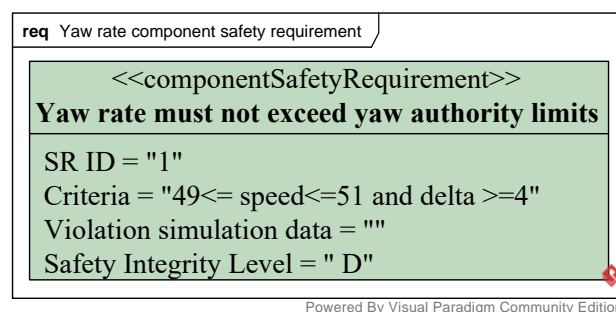 req Yaw rate component safety requirement
<<componentSafetyRequirement>>
Yaw rate must not exceed yaw authority limits
SR ID = "1"
Criteria = "49<= speed<=51 and delta >=4"
Violation simulation data = ""
Safety Integrity Level = " D"
Powered By Visual Paradigm Community Edition